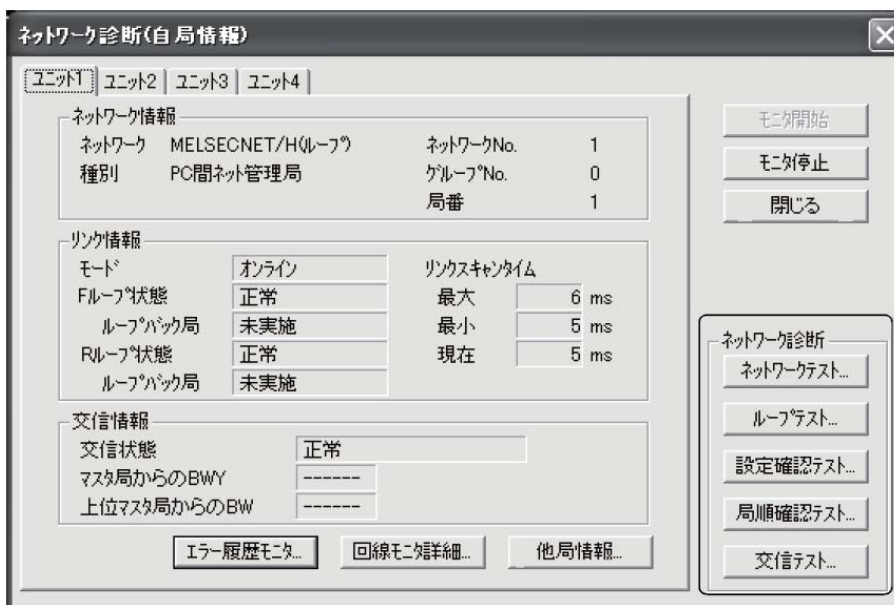 ネットワーク診断(自局情報)
ユニット1 ユニット2 ユニット3 ユニット4
ネットワーク情報
ネットワーク MELSECNET/H(ループ) ネットワークNo. 1
種別 PC間ネット管理局 グループNo. 0
局番 1
リンク情報
モード オンライン リンクスキャンタイム
Fループ状態 正常 最大 6 ms
ループバック局 未実施 最小 5 ms
Rループ状態 正常 現在 5 ms
ループバック局 未実施
交信情報
交信状態 正常
マスタ局からのBWY ------
上位マスタ局からのBW ------
エラー履歴モニタ... 回線モニタ詳細... 他局情報...
モニタ開始
モニタ停止
閉じる
ネットワーク診断
ネットワークテスト...
ループテスト...
設定確認テスト...
局順確認テスト...
交信テスト...